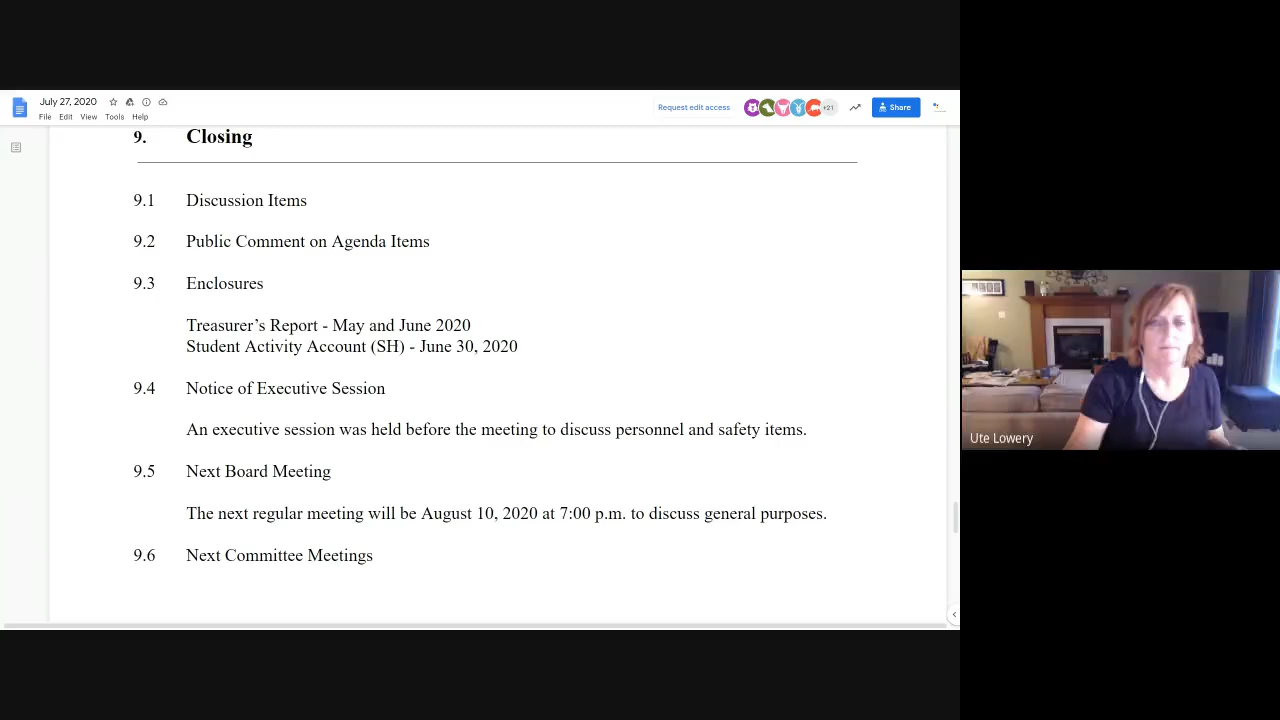 July 27, 2020
File Edit View Tools Help
Request edit access
+21
Share
9. Closing
9.1 Discussion Items
9.2 Public Comment on Agenda Items
9.3 Enclosures
Treasurer’s Report - May and June 2020
Student Activity Account (SH) - June 30, 2020
9.4 Notice of Executive Session
An executive session was held before the meeting to discuss personnel and safety items.
9.5 Next Board Meeting
The next regular meeting will be August 10, 2020 at 7:00 p.m. to discuss general purposes.
9.6 Next Committee Meetings
Ute Lowery